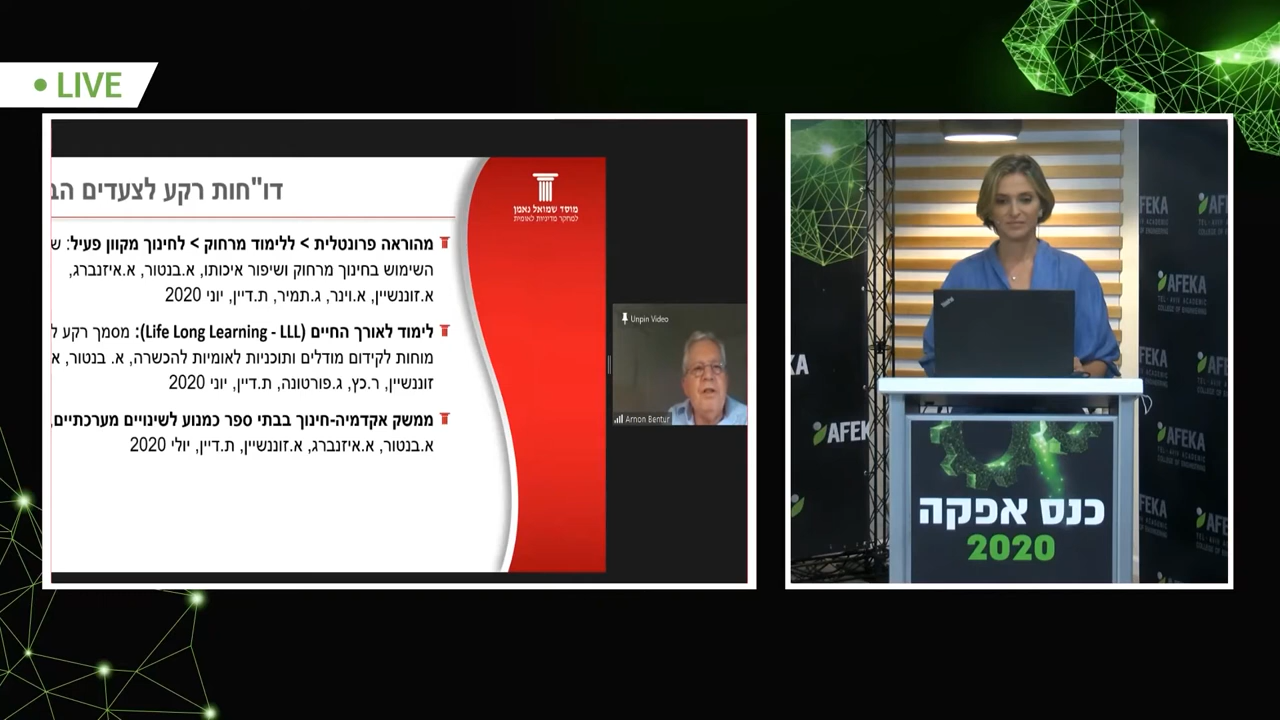 LIVE
דו"חות רקע לצעדים
מוסד שמואל נאמן
למחקר מדיניות לאומית
מהוראה פרונטלית > ללימוד מרחוק > לחינוך מקוון פעיל:
השימוש בחינוך מרחוק ושיפור איכותו, א.בנטור, א.איזנברג,
א.זוננשיין, א.וינר, ג.תמיר, ת.דיין, יוני 2020
לימוד לאורך החיים (Life Long Learning - LLL): מסמך רקע
מוחות לקידום מודלים ותוכניות לאומיות להכשרה, א. בנטור,
זוננשיין, ר.כץ, ג.פורטונה, ת.דיין, יוני 2020
ממשק אקדמיה-חינוך בבתי ספר כמנוע לשינויים מערכתיים,
א.בנטור, א.איזנברג, א.זוננשיין, ת.דיין, יולי 2020
Unpin Video
Arnon Bentur
AFEKA
TEL-AVIV ACADEMIC
COLLEGE OF ENGINEERING
כנס אפקה
2020